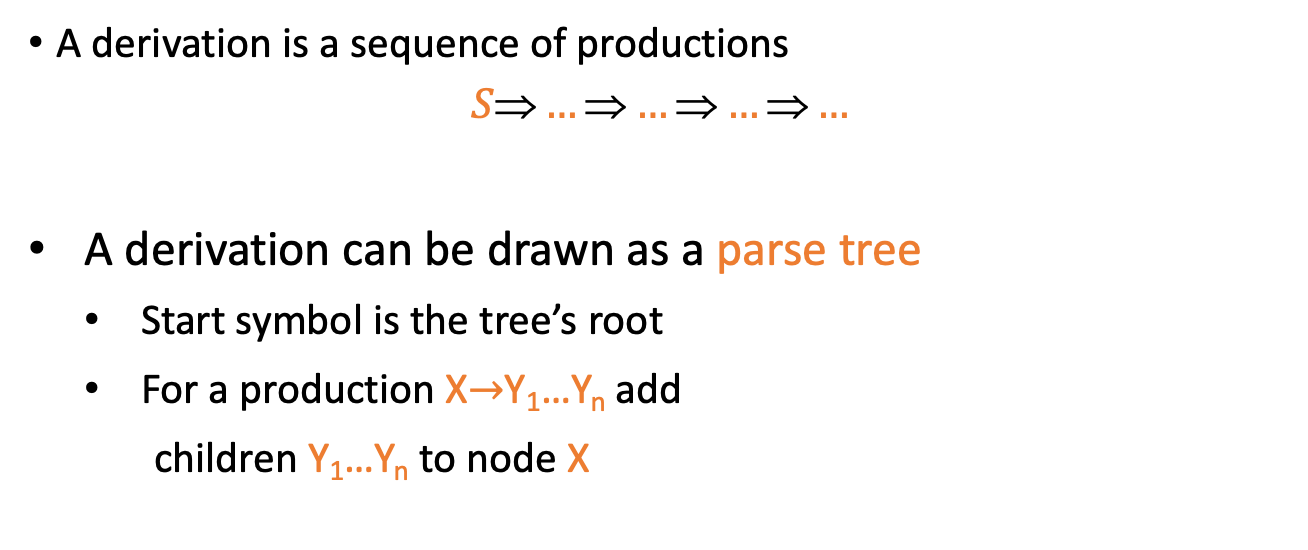 • A derivation is a sequence of productions
S⇒ … ⇒ … ⇒ … ⇒ …
• A derivation can be drawn as a parse tree
• Start symbol is the tree’s root
• For a production X→Y₁…Yₙ add
children Y₁…Yₙ to node X